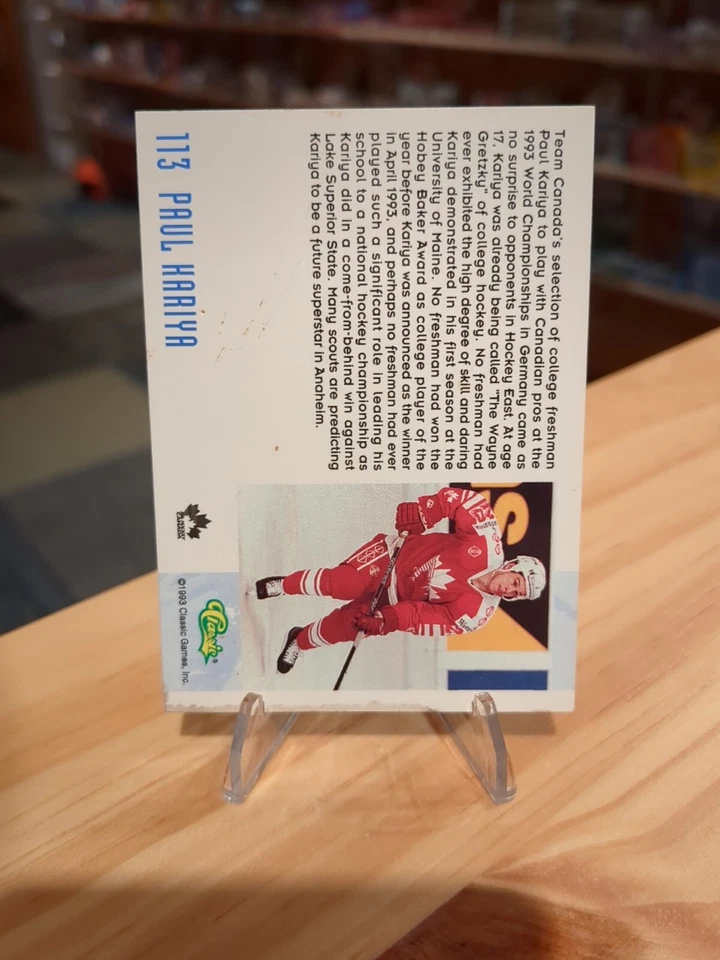 Team Canada's selection of college freshman
Paul Kariya to play with Canadian pros at the
1993 World Championships in Germany came as
no surprise to opponents in Hockey East. At age
17, Kariya was already being called "The Wayne
Gretzky" of college hockey. No freshman had
ever exhibited the high degree of skill and daring
Kariya demonstrated in his first season at the
University of Maine. No freshman had won the
Hobey Baker Award as college player of the
year before Kariya was announced as the winner
in April 1993, and perhaps no freshman had ever
played such a significant role in leading his
school to a national hockey championship as
Kariya did in a come-from-behind win against
Lake Superior State. Many scouts are predicting
Kariya to be a future superstar in Anaheim.
113 PAUL KARIYA
Classic®
©1993 Classic Games, Inc.